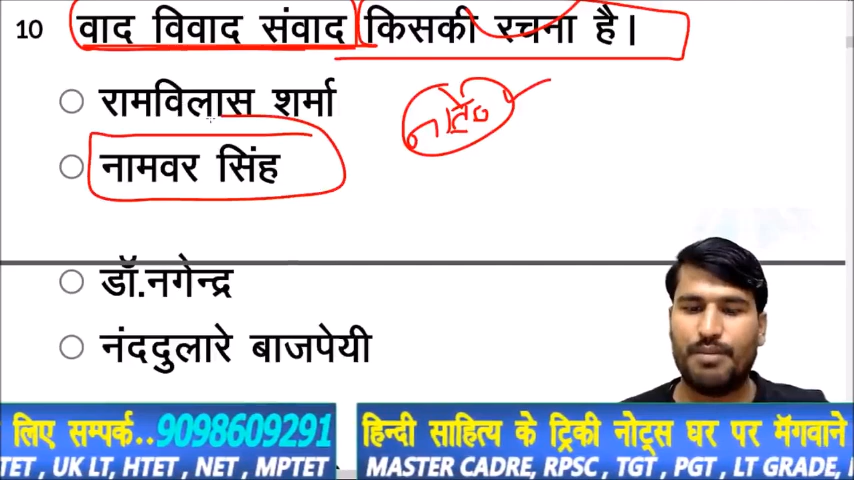 10 वाद विवाद संवाद किसकी रचना है।
रामविलास शर्मा
नामवर सिंह
डॉ.नगेन्द्र
नंददुलारे बाजपेयी
लिए सम्पर्क..9098609291 हिन्दी साहित्य के ट्रिकी नोट्स घर पर मॅगवाने
TET , UK LT, HTET , NET , MPTET MASTER CADRE, RPSC , TGT , PGT , LT GRADE,